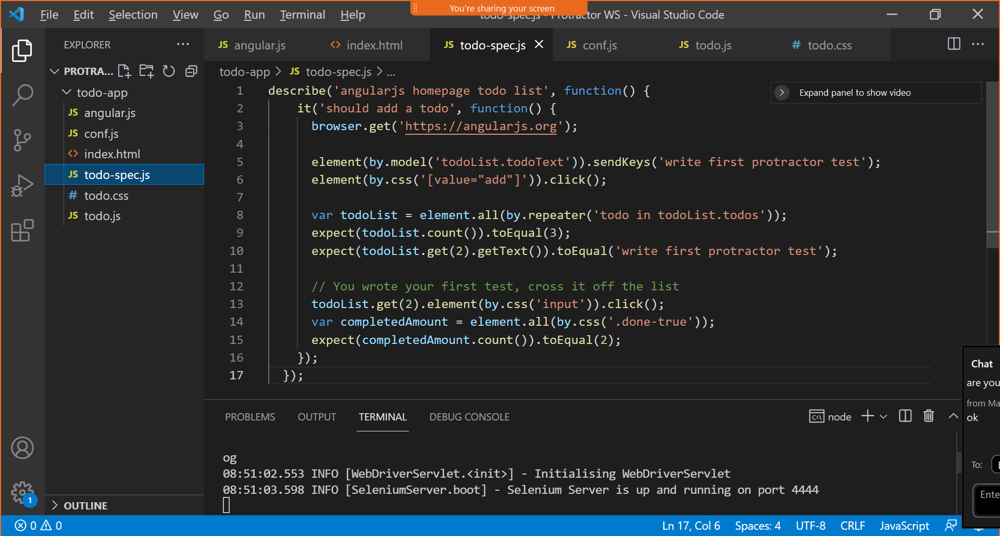 You're sharing your screen
File Edit Selection View Go Run Terminal Help
todo-spec.js - Protractor WS - Visual Studio Code
EXPLORER
PROTRA...
todo-app
JS angular.js
JS conf.js
<> index.html
JS todo-spec.js
# todo.css
JS todo.js
OUTLINE
JS angular.js <> index.html JS todo-spec.js JS conf.js JS todo.js # todo.css
todo-app > JS todo-spec.js > ...
Expand panel to show video
1 describe('angularjs homepage todo list', function() {
2 it('should add a todo', function() {
3 browser.get('https://angularjs.org');
4
5 element(by.model('todoList.todoText')).sendKeys('write first protractor test');
6 element(by.css('[value="add"]')).click();
7
8 var todoList = element.all(by.repeater('todo in todoList.todos'));
9 expect(todoList.count()).toEqual(3);
10 expect(todoList.get(2).getText()).toEqual('write first protractor test');
11
12 // You wrote your first test, cross it off the list
13 todoList.get(2).element(by.css('input')).click();
14 var completedAmount = element.all(by.css('.done-true'));
15 expect(completedAmount.count()).toEqual(2);
16 });
17 });
PROBLEMS OUTPUT TERMINAL DEBUG CONSOLE
node
og
08:51:02.553 INFO [WebDriverServlet.<init>] - Initialising WebDriverServlet
08:51:03.598 INFO [SeleniumServer.boot] - Selenium Server is up and running on port 4444
Chat
are you
from Ma
ok
To:
Ente
1
0 0
Ln 17, Col 6 Spaces: 4 UTF-8 CRLF JavaScript